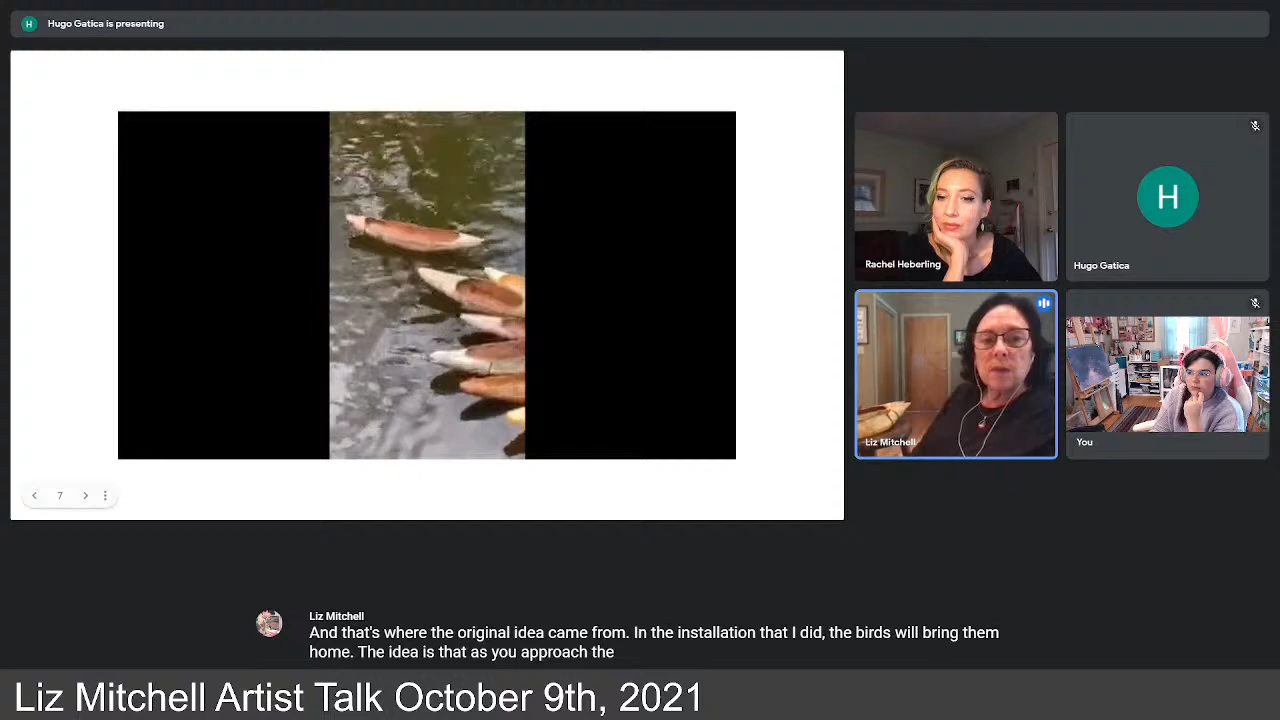 H
Hugo Gatica is presenting
Rachel Heberling
H
Hugo Gatica
Liz Mitchell
You
7
Liz Mitchell
And that's where the original idea came from. In the installation that I did, the birds will bring them
home. The idea is that as you approach the
Liz Mitchell Artist Talk October 9th, 2021